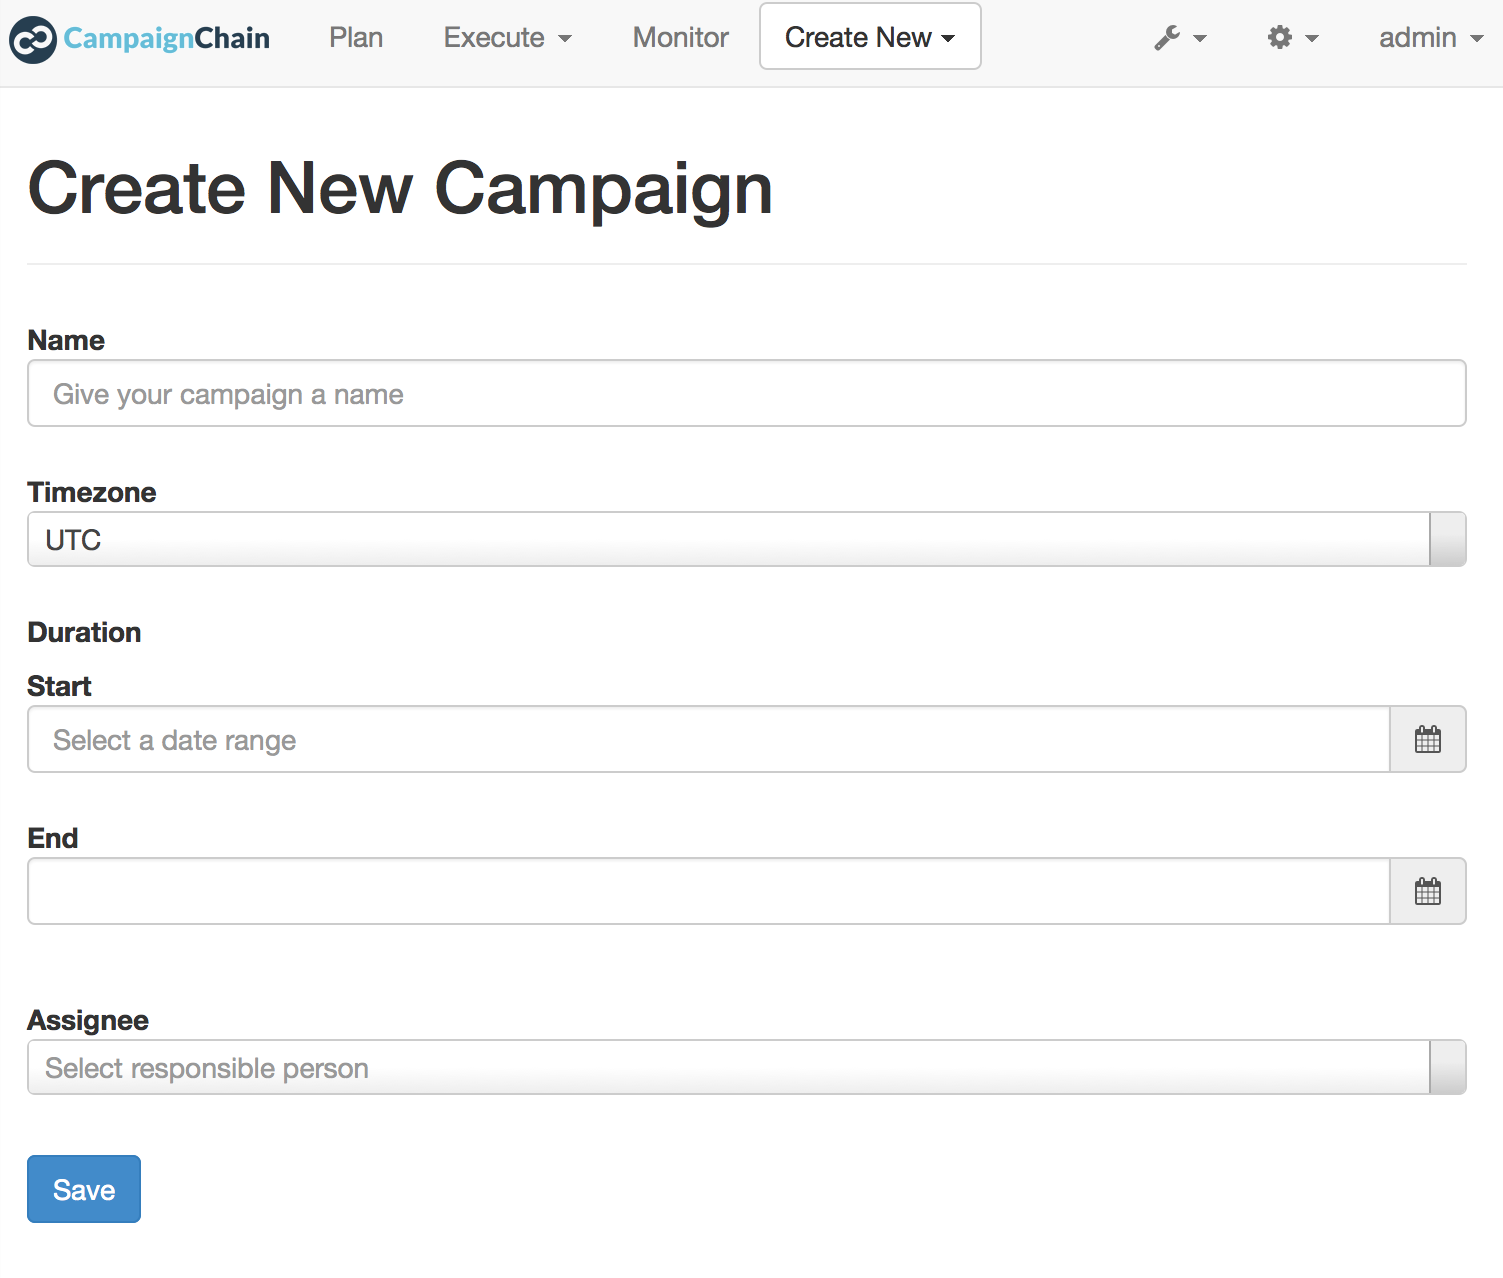 CampaignChain Plan Execute Monitor Create New admin
Create New Campaign
Name
Give your campaign a name
Timezone
UTC
Duration
Start
Select a date range
End
Assignee
Select responsible person
Save